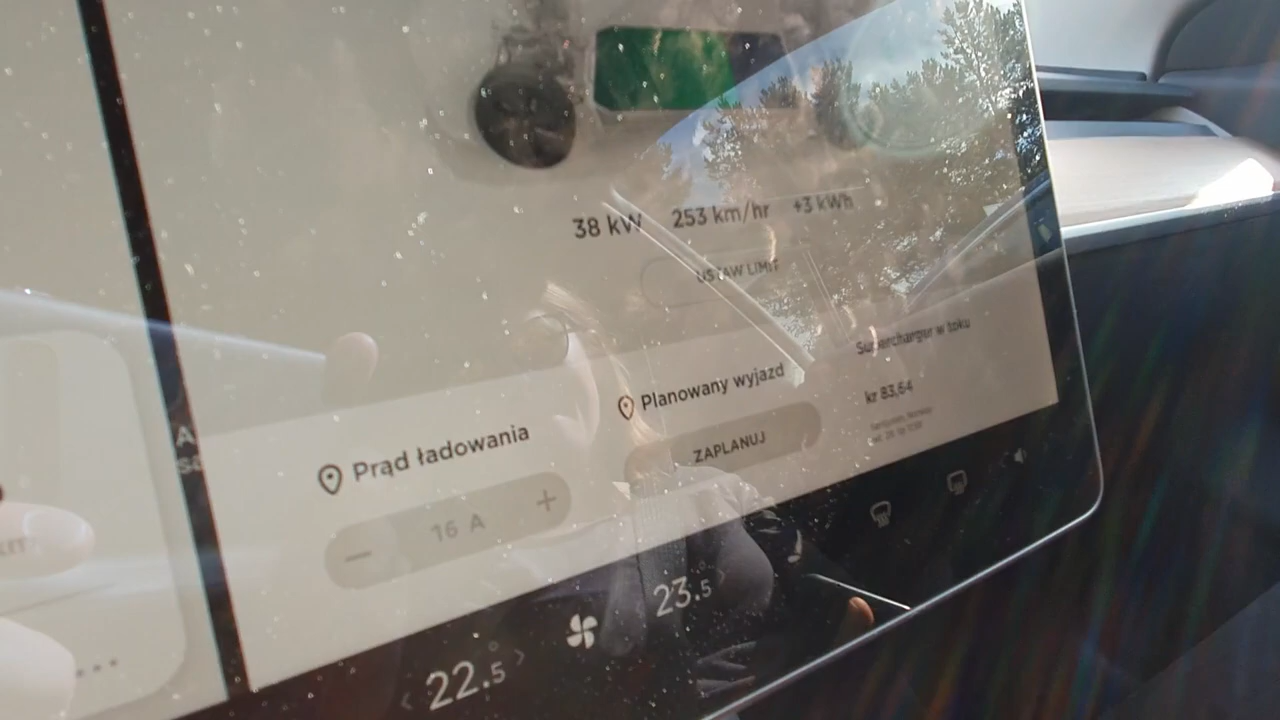 38 kW 253 km/hr +3 kWh
USTAW LIMIT
Supercharger w toku
kr 83,64
Planowany wyjazd
ZAPLANUJ
Prąd ładowania
− 16 A +
23.5
22.5